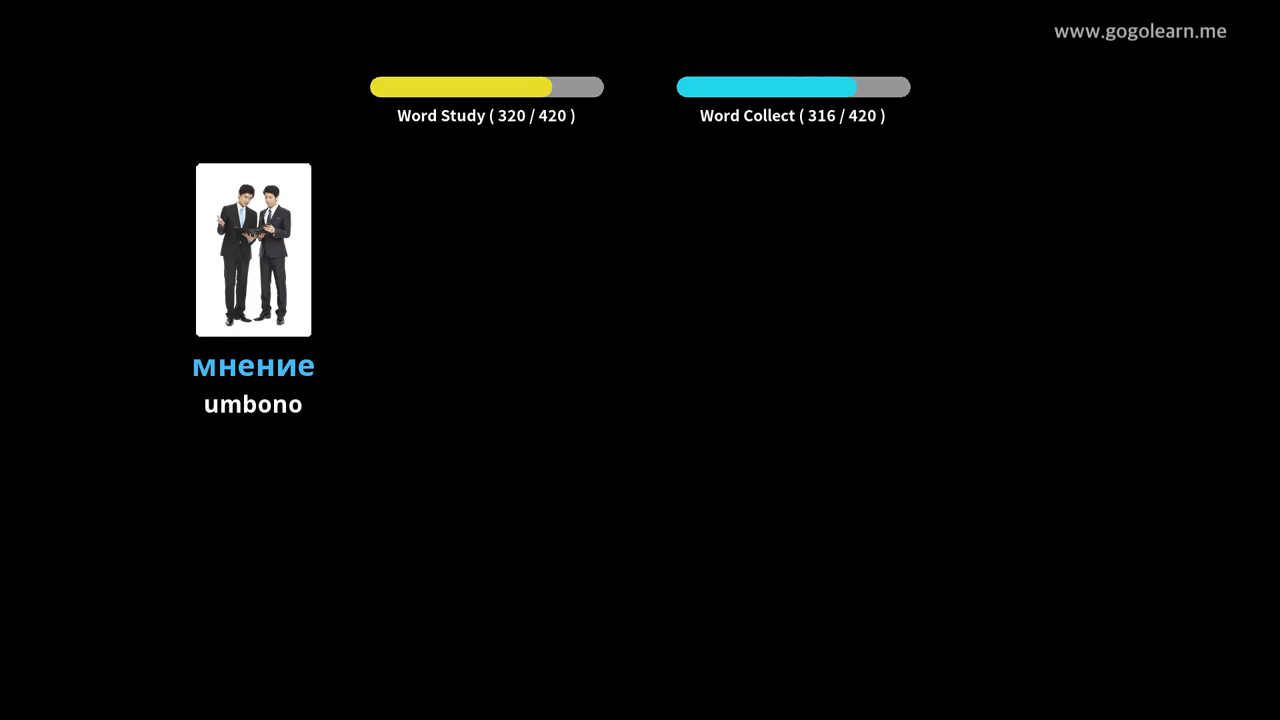 www.gogolearn.me
Word Study ( 320 / 420 )
Word Collect ( 316 / 420 )
мнение
umbono